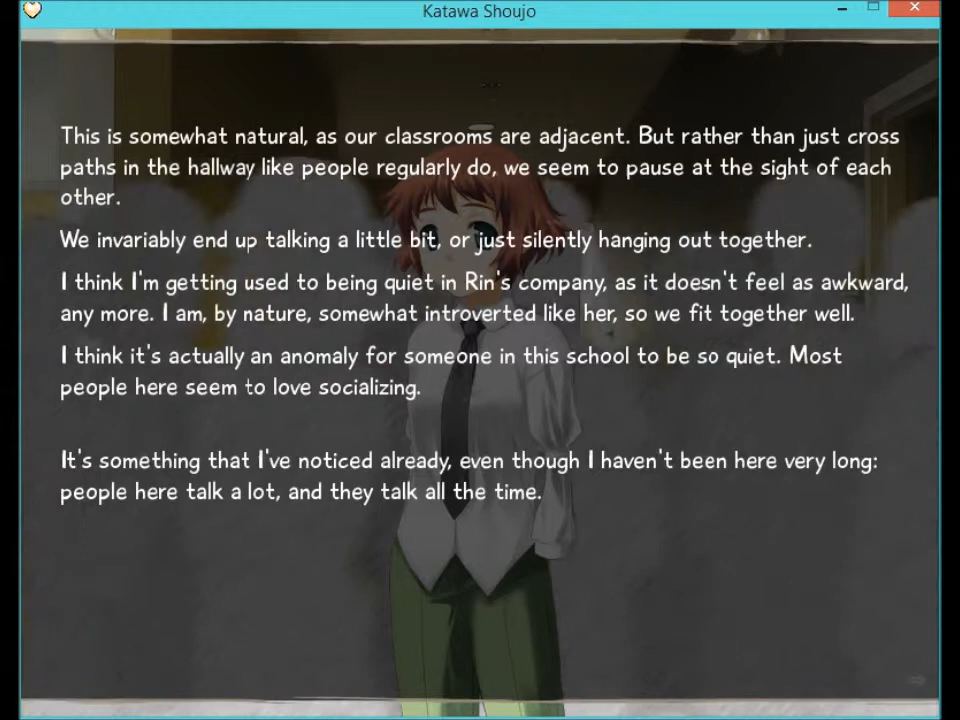 Katawa Shoujo
This is somewhat natural, as our classrooms are adjacent. But rather than just cross
paths in the hallway like people regularly do, we seem to pause at the sight of each
other.
We invariably end up talking a little bit, or just silently hanging out together.
I think I'm getting used to being quiet in Rin's company, as it doesn't feel as awkward,
any more. I am, by nature, somewhat introverted like her, so we fit together well.
I think it's actually an anomaly for someone in this school to be so quiet. Most
people here seem to love socializing.
It's something that I've noticed already, even though I haven't been here very long:
people here talk a lot, and they talk all the time.